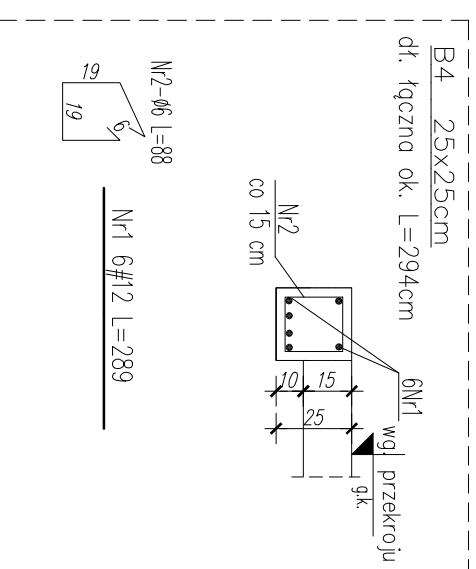 B4 25x25cm
dł. łączna ok. L=294cm
Nr2
co 15 cm
6Nr1
wg. przekroju
g.k.
10
15
25
Nr1 6#12 L=289
Nr2-ø6 L=88
19
19
6